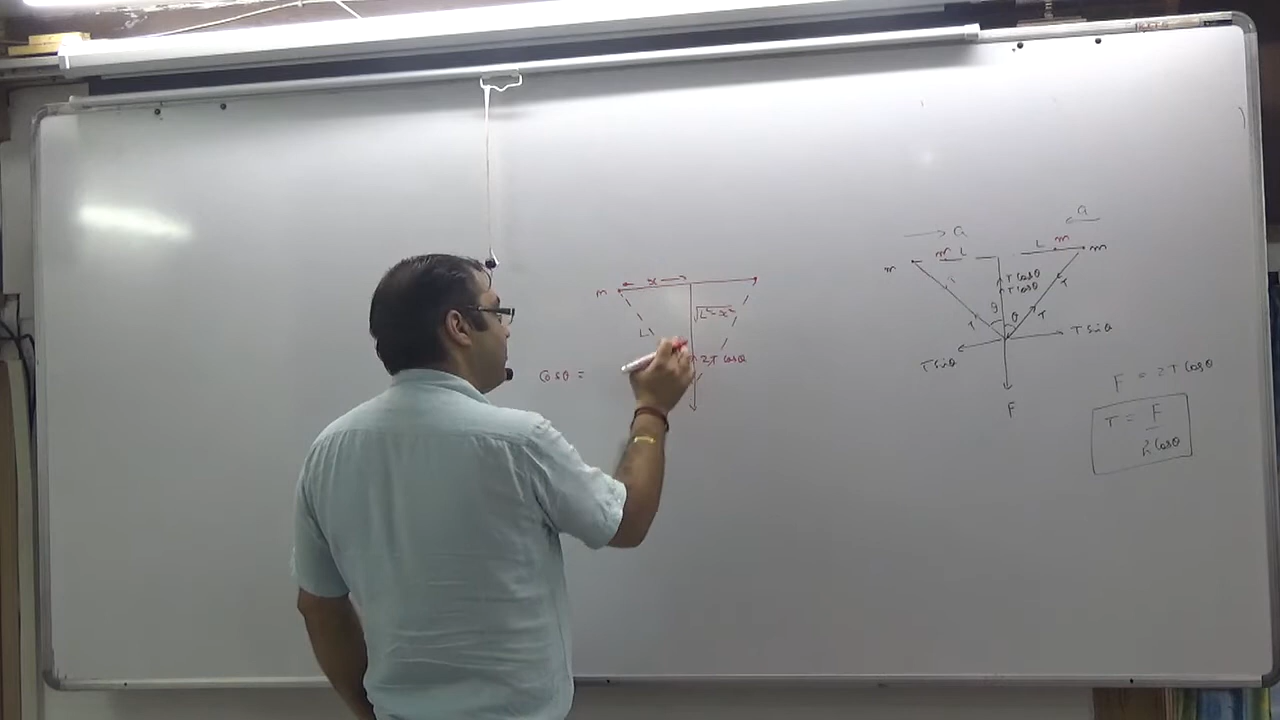 m
x
√L²-x²
L
2T cosθ
cosθ =
a
a
m L
L m
m
m
T cosθ
T cosθ
θ
θ
T
T
T
T sinθ
T sinθ
F
F = 2T cosθ
T = F
2 cosθ